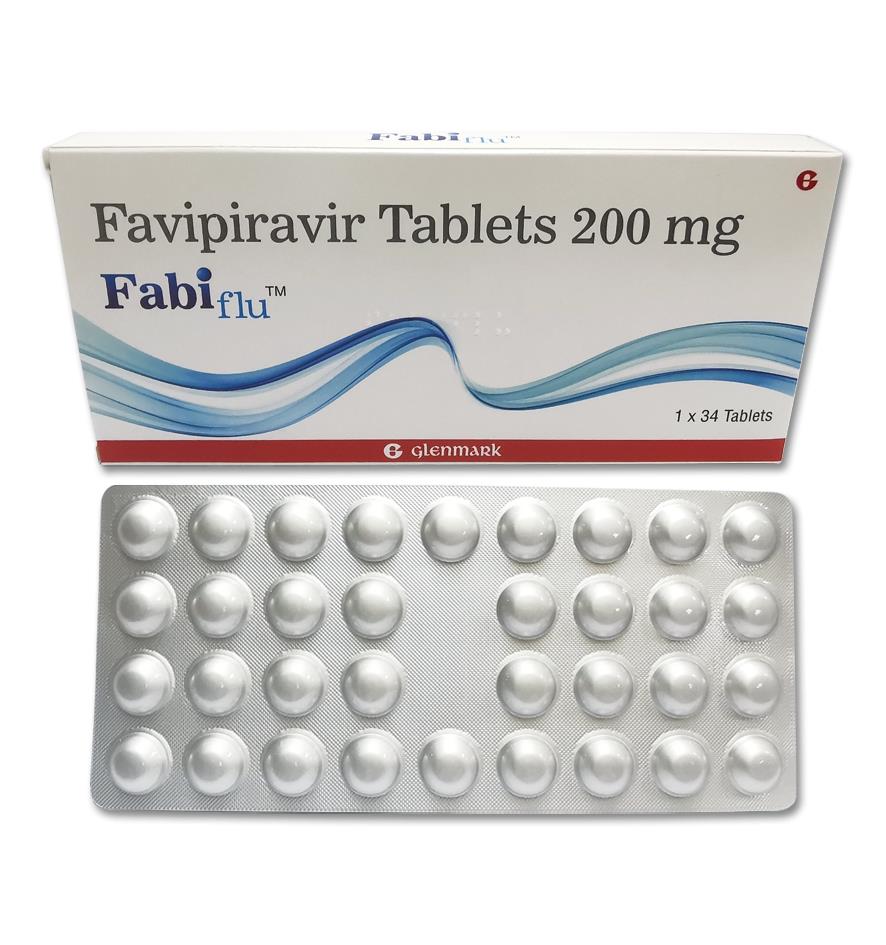 Fabiflu™
Favipiravir Tablets 200 mg
Fabiflu™
1 x 34 Tablets
glenmark